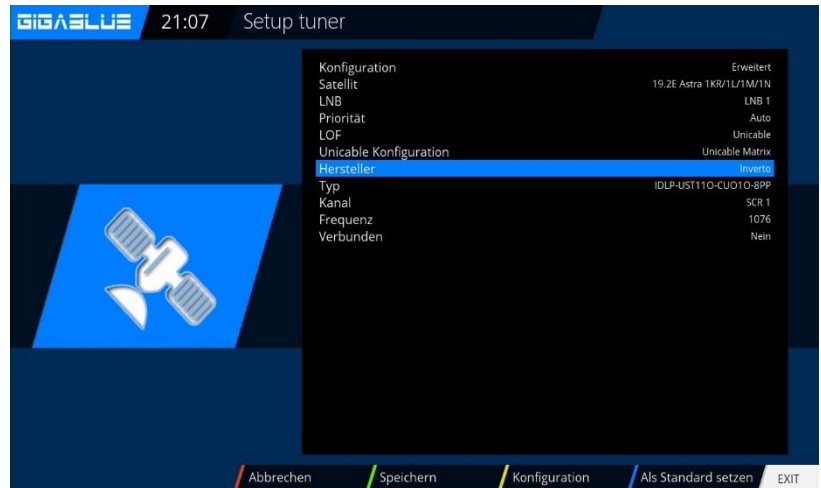 GIGABLUE 21:07 Setup tuner
Konfiguration Erweitert
Satellit 19.2E Astra 1KR/1L/1M/1N
LNB LNB 1
Priorität Auto
LOF Unicable
Unicable Konfiguration Unicable Matrix
Hersteller Inverto
Typ IDLP-UST11O-CUO1O-8PP
Kanal SCR 1
Frequenz 1076
Verbunden Nein
Abbrechen Speichern Konfiguration Als Standard setzen EXIT